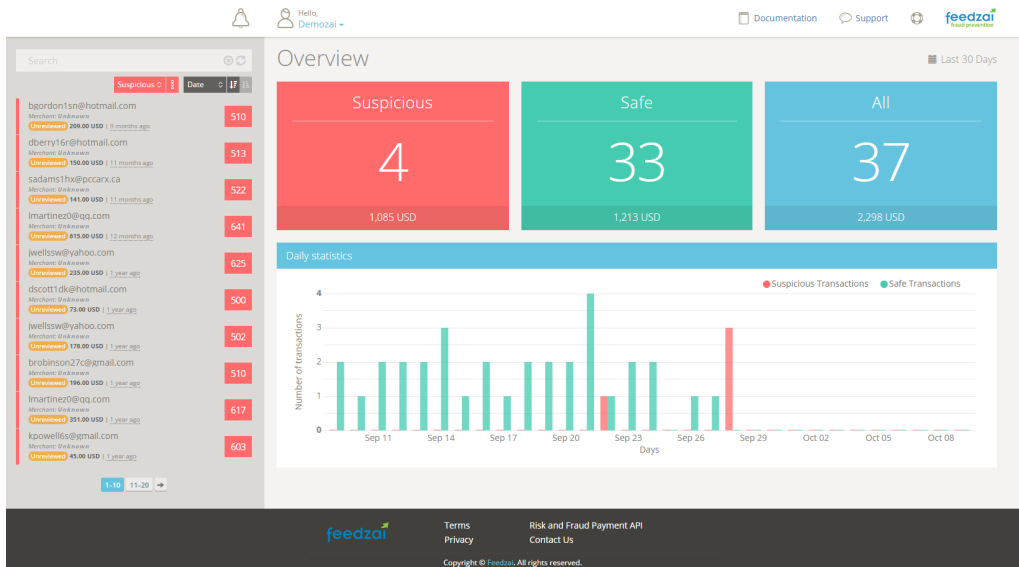 Hello,
Demozai
Documentation
Support
feedzai
fraud prevention
Search
Suspicious
Date
bgordon1sn@hotmail.com
Merchant: Unknown
Unreviewed 209.00 USD | 9 months ago
510
dberry16r@hotmail.com
Merchant: Unknown
Unreviewed 150.00 USD | 11 months ago
513
sadams1hx@pccarx.ca
Merchant: Unknown
Unreviewed 141.00 USD | 11 months ago
522
lmartinez0@qq.com
Merchant: Unknown
Unreviewed 615.00 USD | 12 months ago
641
jwellssw@yahoo.com
Merchant: Unknown
Unreviewed 235.00 USD | 1 year ago
625
dscott1dk@hotmail.com
Merchant: Unknown
Unreviewed 73.00 USD | 1 year ago
500
jwellssw@yahoo.com
Merchant: Unknown
Unreviewed 178.00 USD | 1 year ago
502
brobinson27c@gmail.com
Merchant: Unknown
Unreviewed 196.00 USD | 1 year ago
510
lmartinez0@qq.com
Merchant: Unknown
Unreviewed 351.00 USD | 1 year ago
617
kpowell6s@gmail.com
Merchant: Unknown
Unreviewed 45.00 USD | 1 year ago
603
1-10 11-20
Overview
Last 30 Days
Suspicious
4
1,085 USD
Safe
33
1,213 USD
All
37
2,298 USD
Daily statistics
Suspicious Transactions Safe Transactions
Number of transactions
4
3
2
1
0
Sep 11 Sep 14 Sep 17 Sep 20 Sep 23 Sep 26 Sep 29 Oct 02 Oct 05 Oct 08
Days
feedzai
Terms
Privacy
Risk and Fraud Payment API
Contact Us
Copyright © Feedzai. All rights reserved.